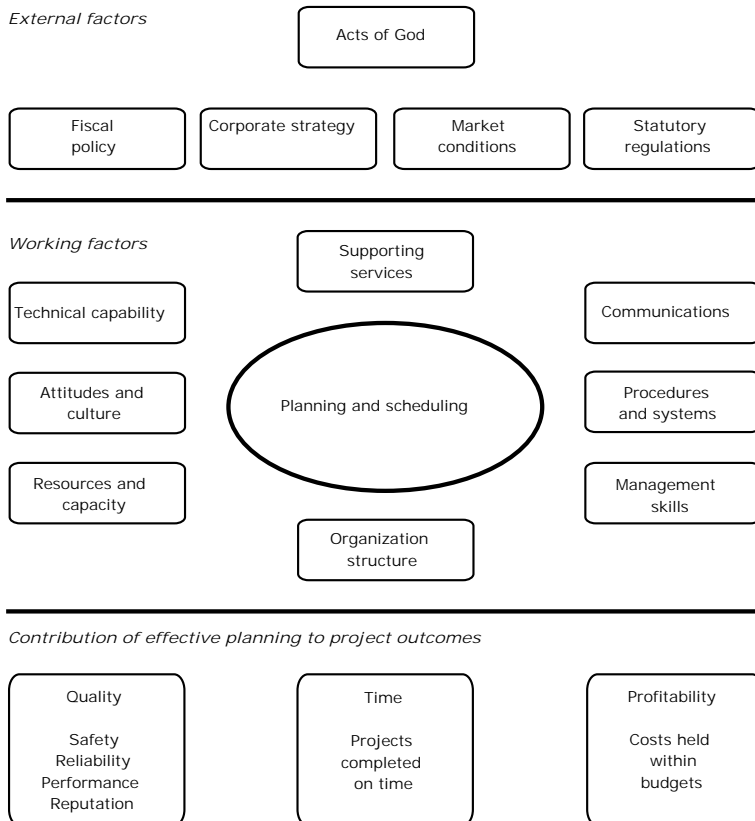 External factors
Acts of God
Fiscal
policy
Corporate strategy
Market
conditions
Statutory
regulations
Working factors
Supporting
services
Technical capability
Communications
Attitudes and
culture
Planning and scheduling
Procedures
and systems
Resources and
capacity
Management
skills
Organization
structure
Contribution of effective planning to project outcomes
Quality
Safety
Reliability
Performance
Reputation
Time
Projects
completed
on time
Profitability
Costs held
within
budgets